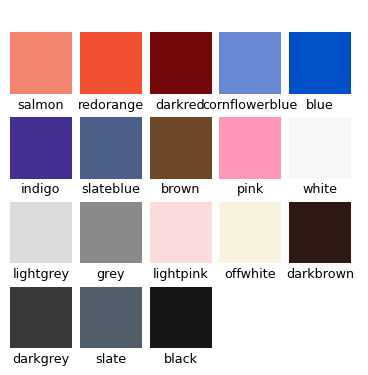 salmon redorange darkred cornflowerblue blue
indigo slateblue brown pink white
lightgrey grey lightpink offwhite darkbrown
darkgrey slate black